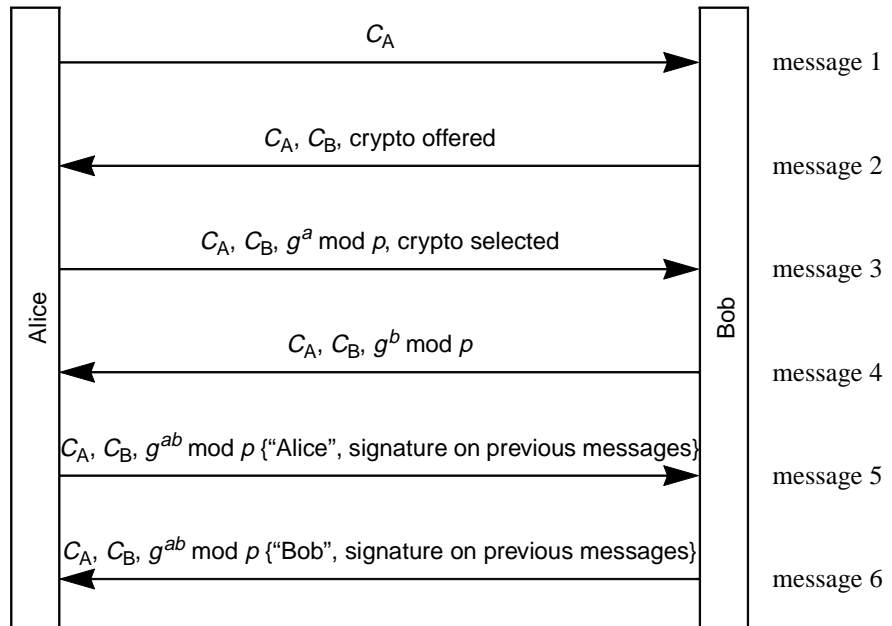 C_A
message 1
C_A, C_B, crypto offered
message 2
C_A, C_B, g^a mod p, crypto selected
message 3
Alice
Bob
C_A, C_B, g^b mod p
message 4
C_A, C_B, g^ab mod p {“Alice”, signature on previous messages}
message 5
C_A, C_B, g^ab mod p {“Bob”, signature on previous messages}
message 6